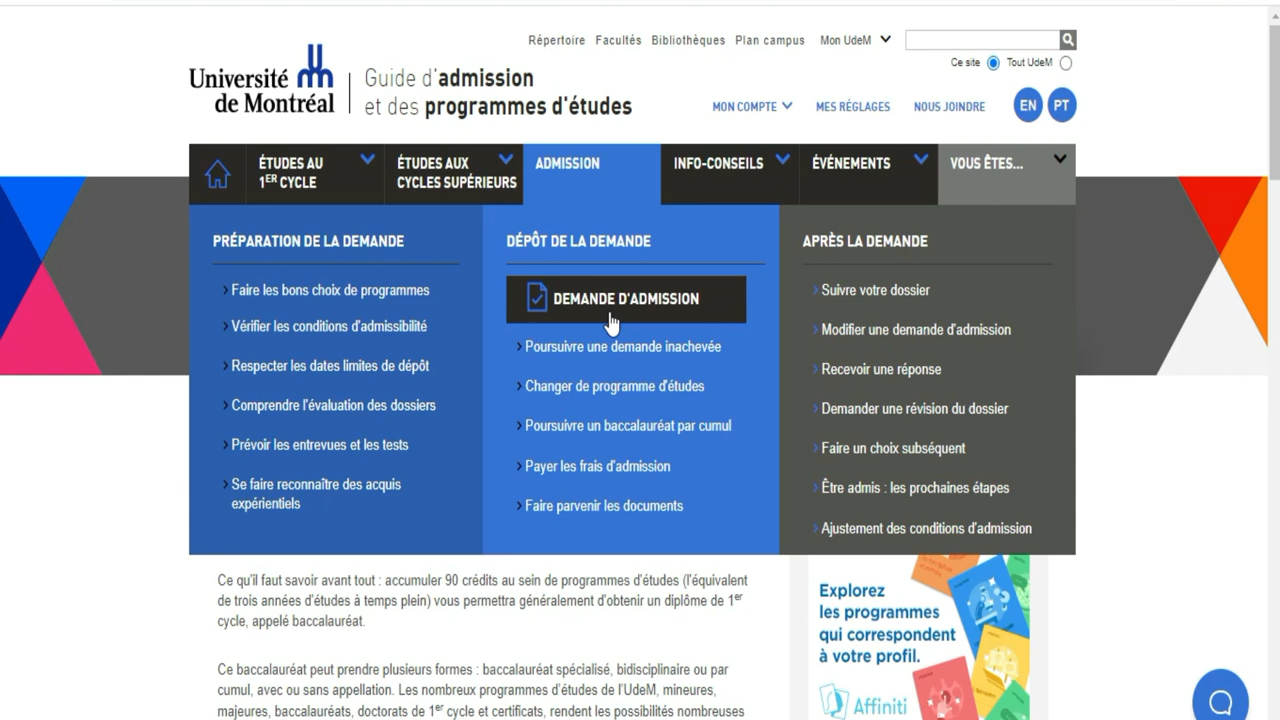 Répertoire Facultés Bibliothèques Plan campus Mon UdeM
Ce site Tout UdeM
Université
de Montréal
Guide d'admission
et des programmes d'études
MON COMPTE MES RÉGLAGES NOUS JOINDRE EN PT
ÉTUDES AU
1ER CYCLE
ÉTUDES AUX
CYCLES SUPÉRIEURS
ADMISSION
INFO-CONSEILS
ÉVÉNEMENTS
VOUS ÊTES...
PRÉPARATION DE LA DEMANDE
Faire les bons choix de programmes
Vérifier les conditions d'admissibilité
Respecter les dates limites de dépôt
Comprendre l'évaluation des dossiers
Prévoir les entrevues et les tests
Se faire reconnaître des acquis
expérientiels
DÉPÔT DE LA DEMANDE
DEMANDE D'ADMISSION
Poursuivre une demande inachevée
Changer de programme d'études
Poursuivre un baccalauréat par cumul
Payer les frais d'admission
Faire parvenir les documents
APRÈS LA DEMANDE
Suivre votre dossier
Modifier une demande d'admission
Recevoir une réponse
Demander une révision du dossier
Faire un choix subséquent
Être admis : les prochaines étapes
Ajustement des conditions d'admission
Ce qu'il faut savoir avant tout : accumuler 90 crédits au sein de programmes d'études (l'équivalent
de trois années d'études à temps plein) vous permettra généralement d'obtenir un diplôme de 1er
cycle, appelé baccalauréat.
Ce baccalauréat peut prendre plusieurs formes : baccalauréat spécialisé, bidisciplinaire ou par
cumul, avec ou sans appellation. Les nombreux programmes d'études de l'UdeM, mineures,
majeures, baccalauréats, doctorats de 1er cycle et certificats, rendent les possibilités nombreuses
Explorez
les programmes
qui correspondent
à votre profil.
Affiniti